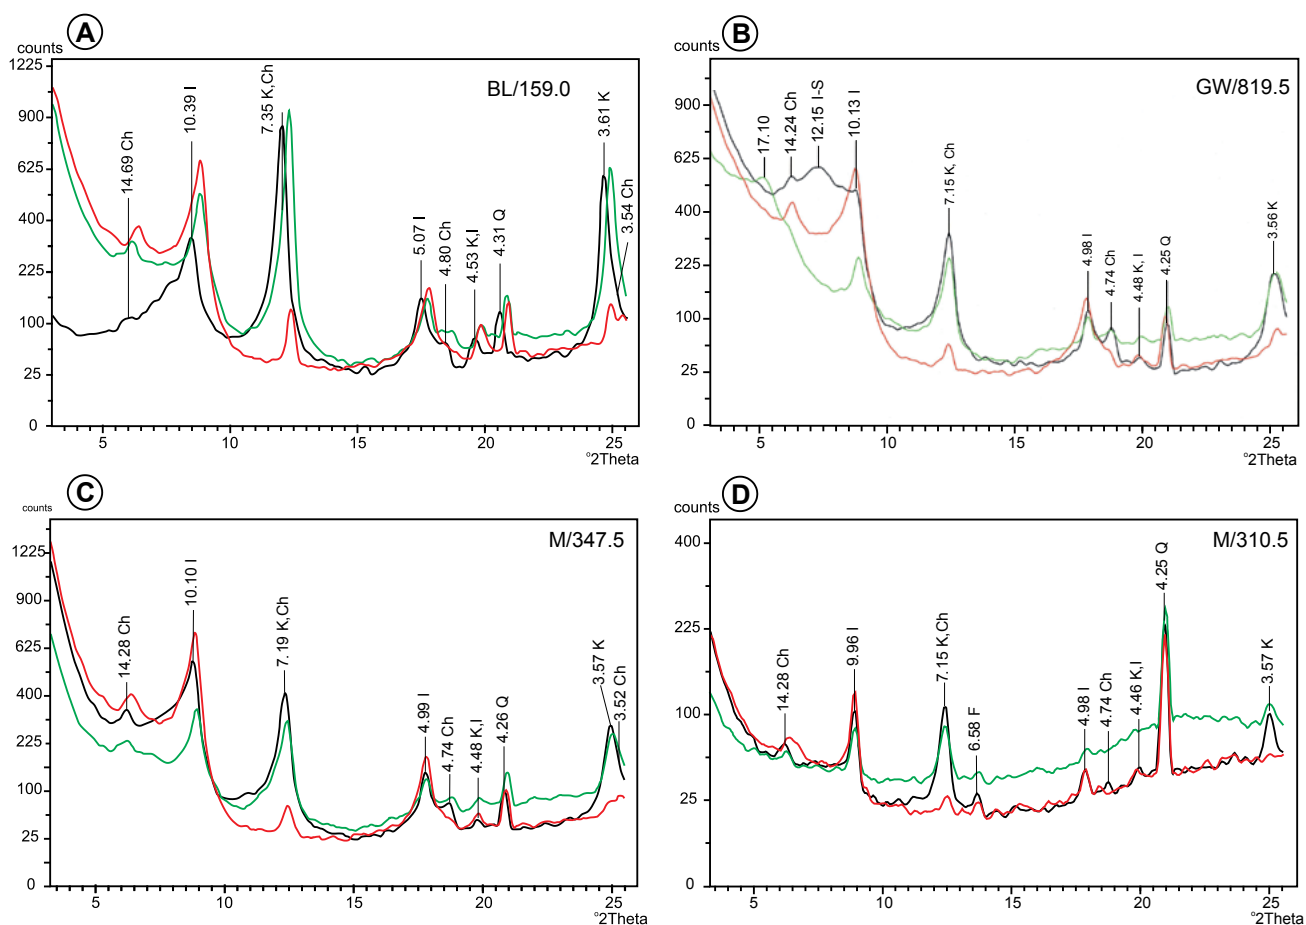 A
counts
BL/159.0
1225
900
625
400
225
100
25
0
14.69 Ch
10.39 I
7.35 K,Ch
5.07 I
4.80 Ch
4.53 K,I
4.31 Q
3.61 K
3.54 Ch
5
10
15
20
25
°2Theta
B
counts
GW/819.5
900
625
400
225
100
25
0
17.10
14.24 Ch
12.15 I-S
10.13 I
7.15 K, Ch
4.98 I
4.74 Ch
4.48 K, I
4.25 Q
3.56 K
5
10
15
20
25
°2Theta
C
counts
M/347.5
1225
900
625
400
225
100
25
0
14.28 Ch
10.10 I
7.19 K,Ch
4.99 I
4.74 Ch
4.48 K,I
4.26 Q
3.57 K
3.52 Ch
5
10
15
20
25
°2Theta
D
counts
M/310.5
400
225
100
25
0
14.28 Ch
9.96 I
7.15 K,Ch
6.58 F
4.98 I
4.74 Ch
4.46 K,I
4.25 Q
3.57 K
5
10
15
20
25
°2Theta